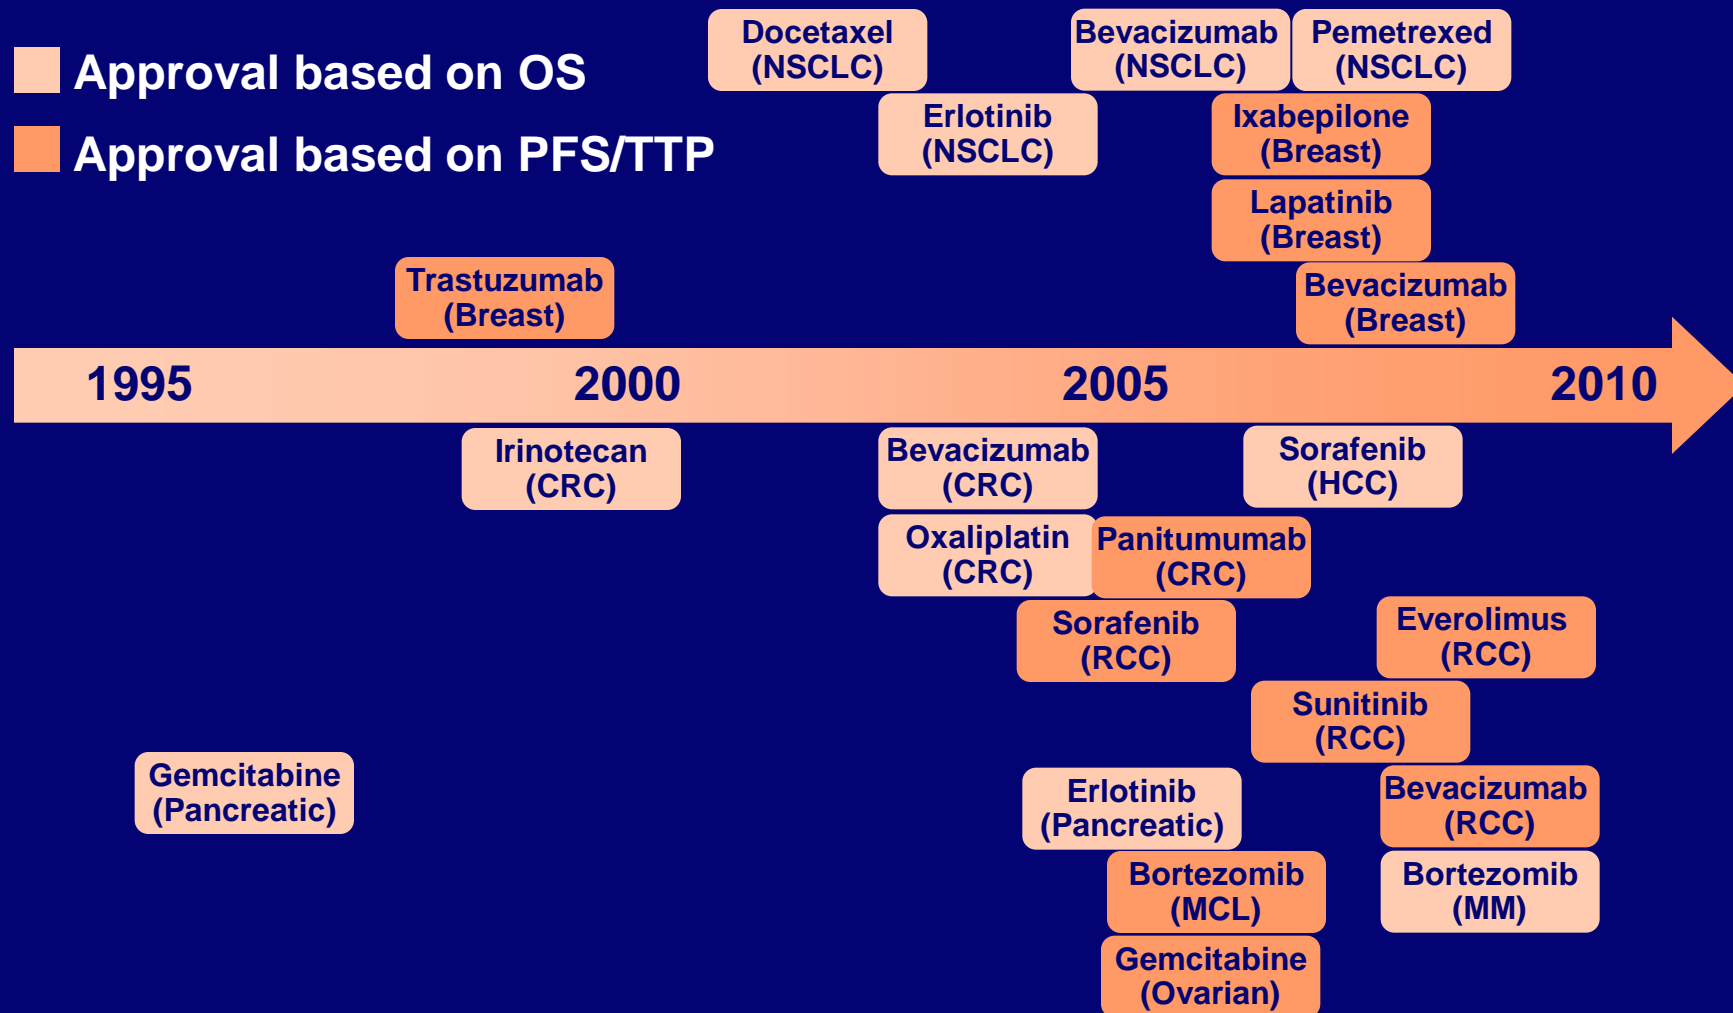 Approval based on OS
Approval based on PFS/TTP
Docetaxel
(NSCLC)
Bevacizumab
(NSCLC)
Pemetrexed
(NSCLC)
Erlotinib
(NSCLC)
Ixabepilone
(Breast)
Lapatinib
(Breast)
Trastuzumab
(Breast)
Bevacizumab
(Breast)
1995 2000 2005 2010
Irinotecan
(CRC)
Bevacizumab
(CRC)
Sorafenib
(HCC)
Oxaliplatin
(CRC)
Panitumumab
(CRC)
Sorafenib
(RCC)
Everolimus
(RCC)
Sunitinib
(RCC)
Gemcitabine
(Pancreatic)
Erlotinib
(Pancreatic)
Bevacizumab
(RCC)
Bortezomib
(MCL)
Bortezomib
(MM)
Gemcitabine
(Ovarian)